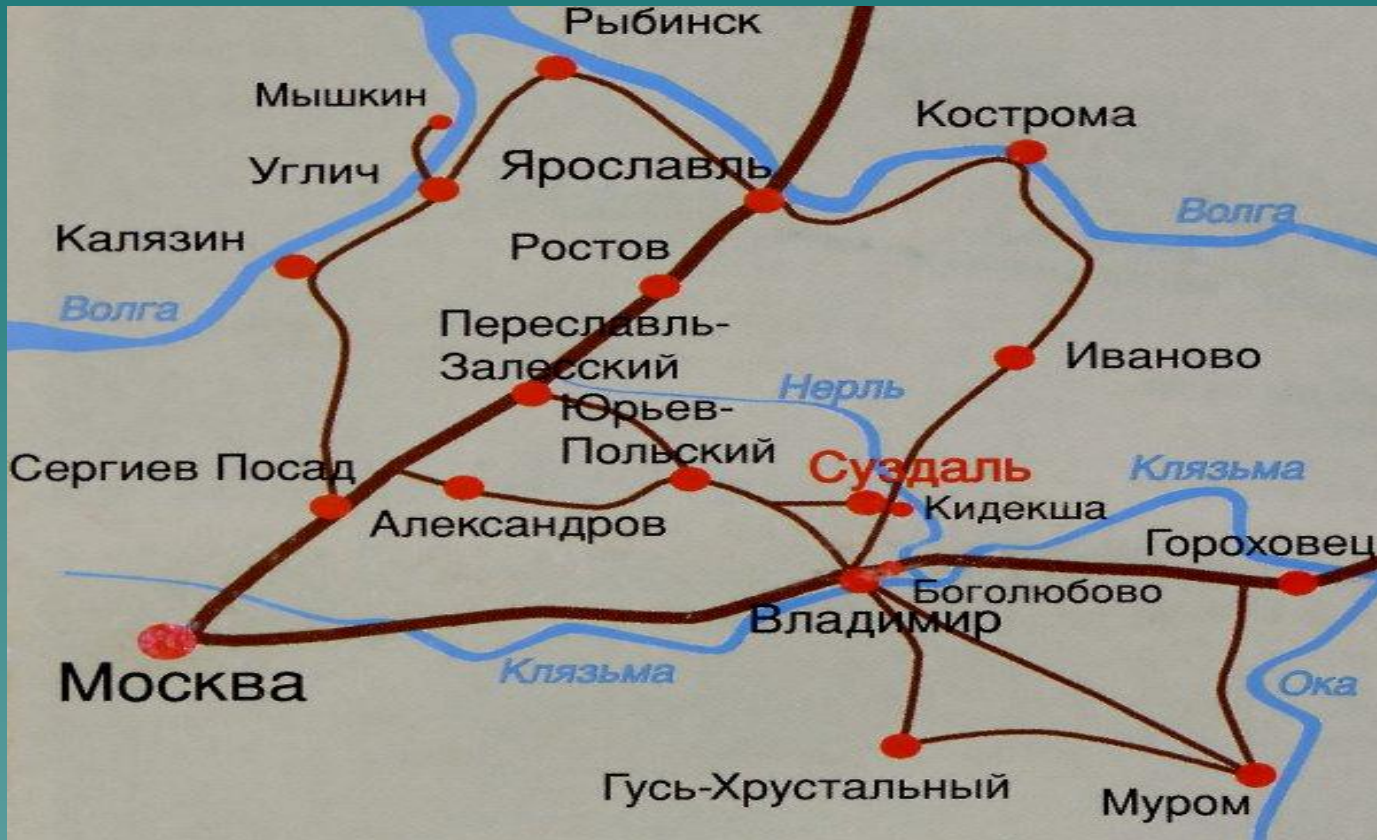 Рыбинск
Мышкин
Кострома
Углич
Ярославль
Волга
Калязин
Ростов
Волга
Переславль-
Залесский
Иваново
Нерль
Юрьев-
Польский
Сергиев Посад
Суздаль
Клязьма
Кидекша
Александров
Гороховец
Боголюбово
Владимир
Клязьма
Москва
Ока
Гусь-Хрустальный
Муром